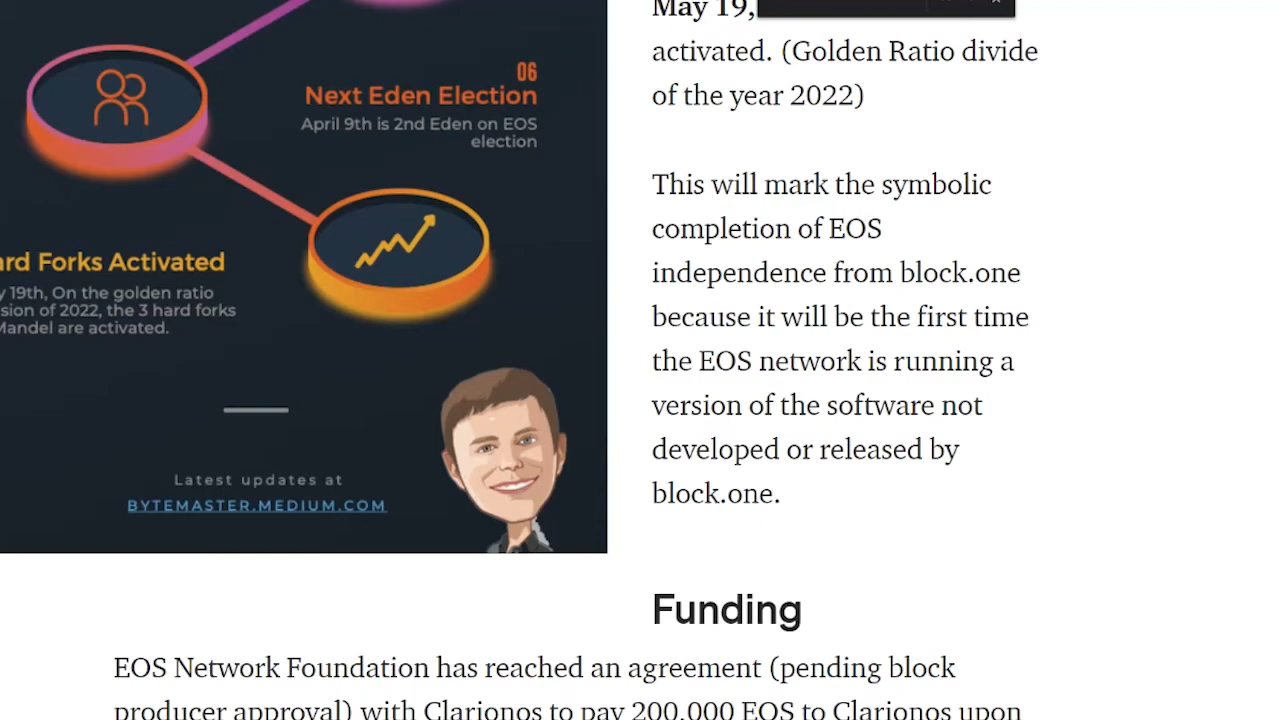 06
Next Eden Election
April 9th is 2nd Eden on EOS
election
ard Forks Activated
y 19th, On the golden ratio
sion of 2022, the 3 hard forks
Mandel are activated.
Latest updates at
BYTEMASTER.MEDIUM.COM
May 19,
activated. (Golden Ratio divide
of the year 2022)
This will mark the symbolic
completion of EOS
independence from block.one
because it will be the first time
the EOS network is running a
version of the software not
developed or released by
block.one.
Funding
EOS Network Foundation has reached an agreement (pending block
producer approval) with Clarionos to pay 200,000 EOS to Clarionos upon